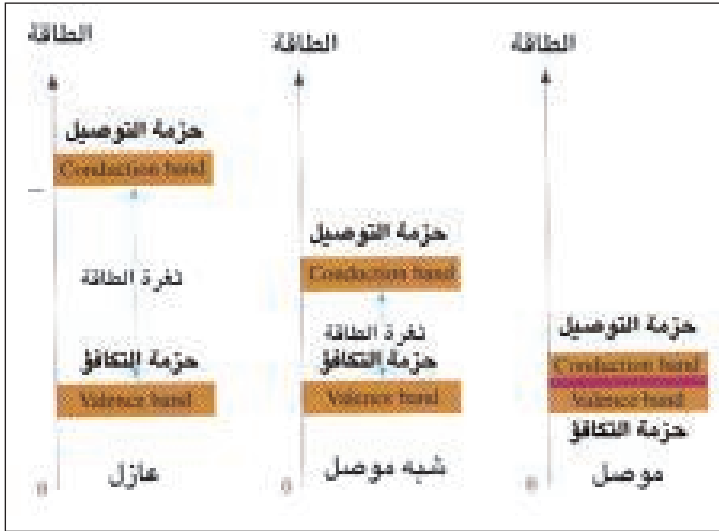 الطاقة
حزمة التوصيل
Conduction band
ثغرة الطاقة
حزمة التكافؤ
Valence band
0
عازل
الطاقة
حزمة التوصيل
Conduction band
ثغرة الطاقة
حزمة التكافؤ
Valence band
0
شبه موصل
الطاقة
حزمة التوصيل
Conduction band
Valence band
حزمة التكافؤ
0
موصل